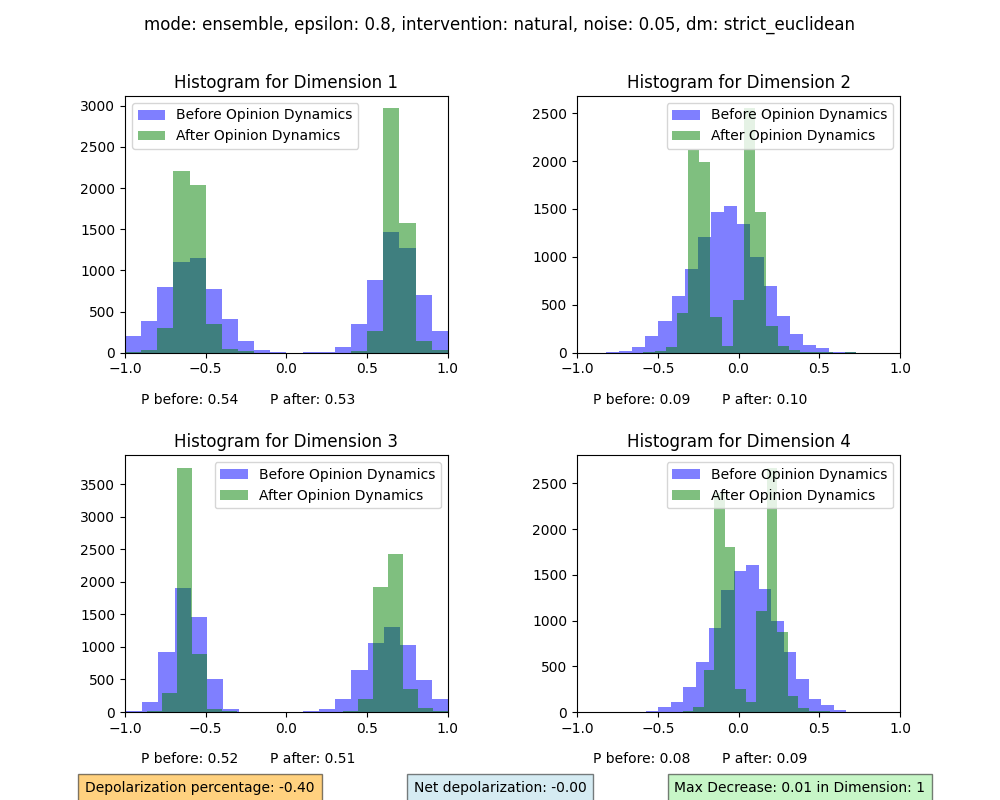 mode: ensemble, epsilon: 0.8, intervention: natural, noise: 0.05, dm: strict_euclidean
Histogram for Dimension 1
Before Opinion Dynamics
After Opinion Dynamics
3000
2500
2000
1500
1000
500
0
−1.0 −0.5 0.0 0.5 1.0
P before: 0.54 P after: 0.53
Histogram for Dimension 2
Before Opinion Dynamics
After Opinion Dynamics
2500
2000
1500
1000
500
0
−1.0 −0.5 0.0 0.5 1.0
P before: 0.09 P after: 0.10
Histogram for Dimension 3
Before Opinion Dynamics
After Opinion Dynamics
3500
3000
2500
2000
1500
1000
500
0
−1.0 −0.5 0.0 0.5 1.0
P before: 0.52 P after: 0.51
Histogram for Dimension 4
Before Opinion Dynamics
After Opinion Dynamics
2500
2000
1500
1000
500
0
−1.0 −0.5 0.0 0.5 1.0
P before: 0.08 P after: 0.09
Depolarization percentage: -0.40
Net depolarization: -0.00
Max Decrease: 0.01 in Dimension: 1